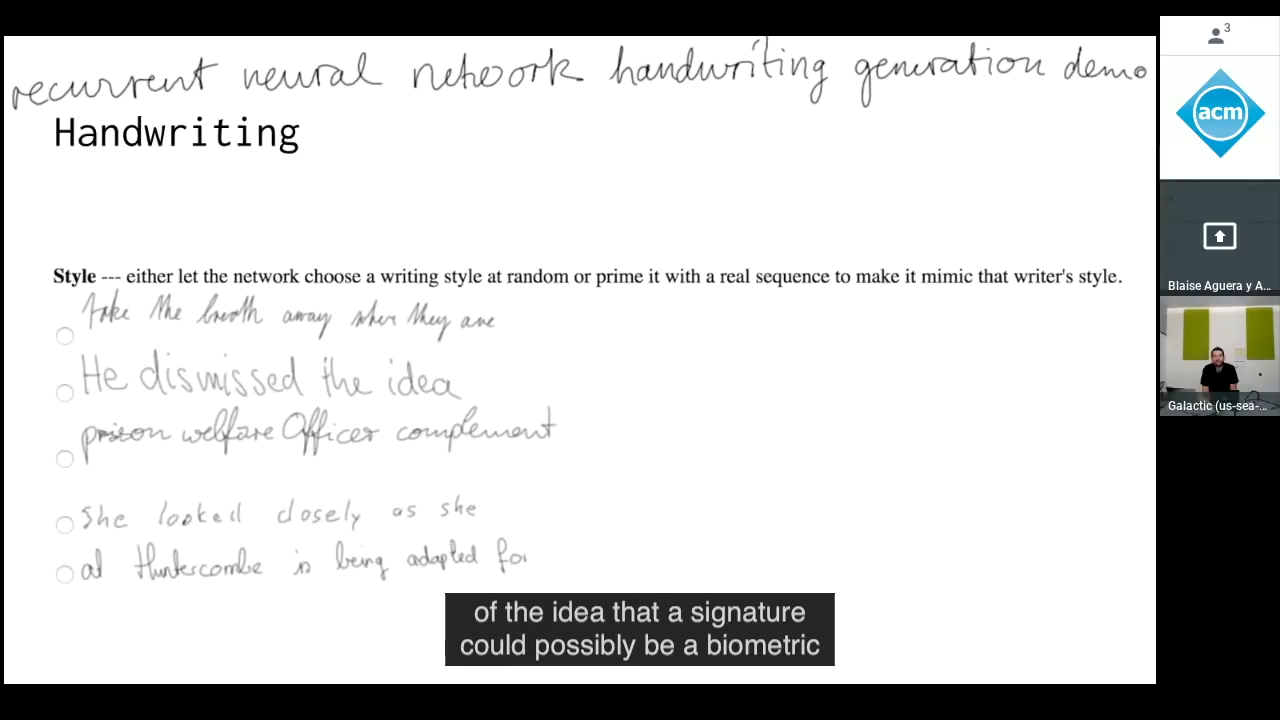 recurrent neural network handwriting generation demo
Handwriting
Style --- either let the network choose a writing style at random or prime it with a real sequence to make it mimic that writer's style.
take the breath away when they are
He dismissed the idea
prison welfare Officer complement
She looked closely as she
at Huntercombe is being adapted for
of the idea that a signature
could possibly be a biometric
3
acm
Blaise Aguera y A...
Galactic (us-sea-...